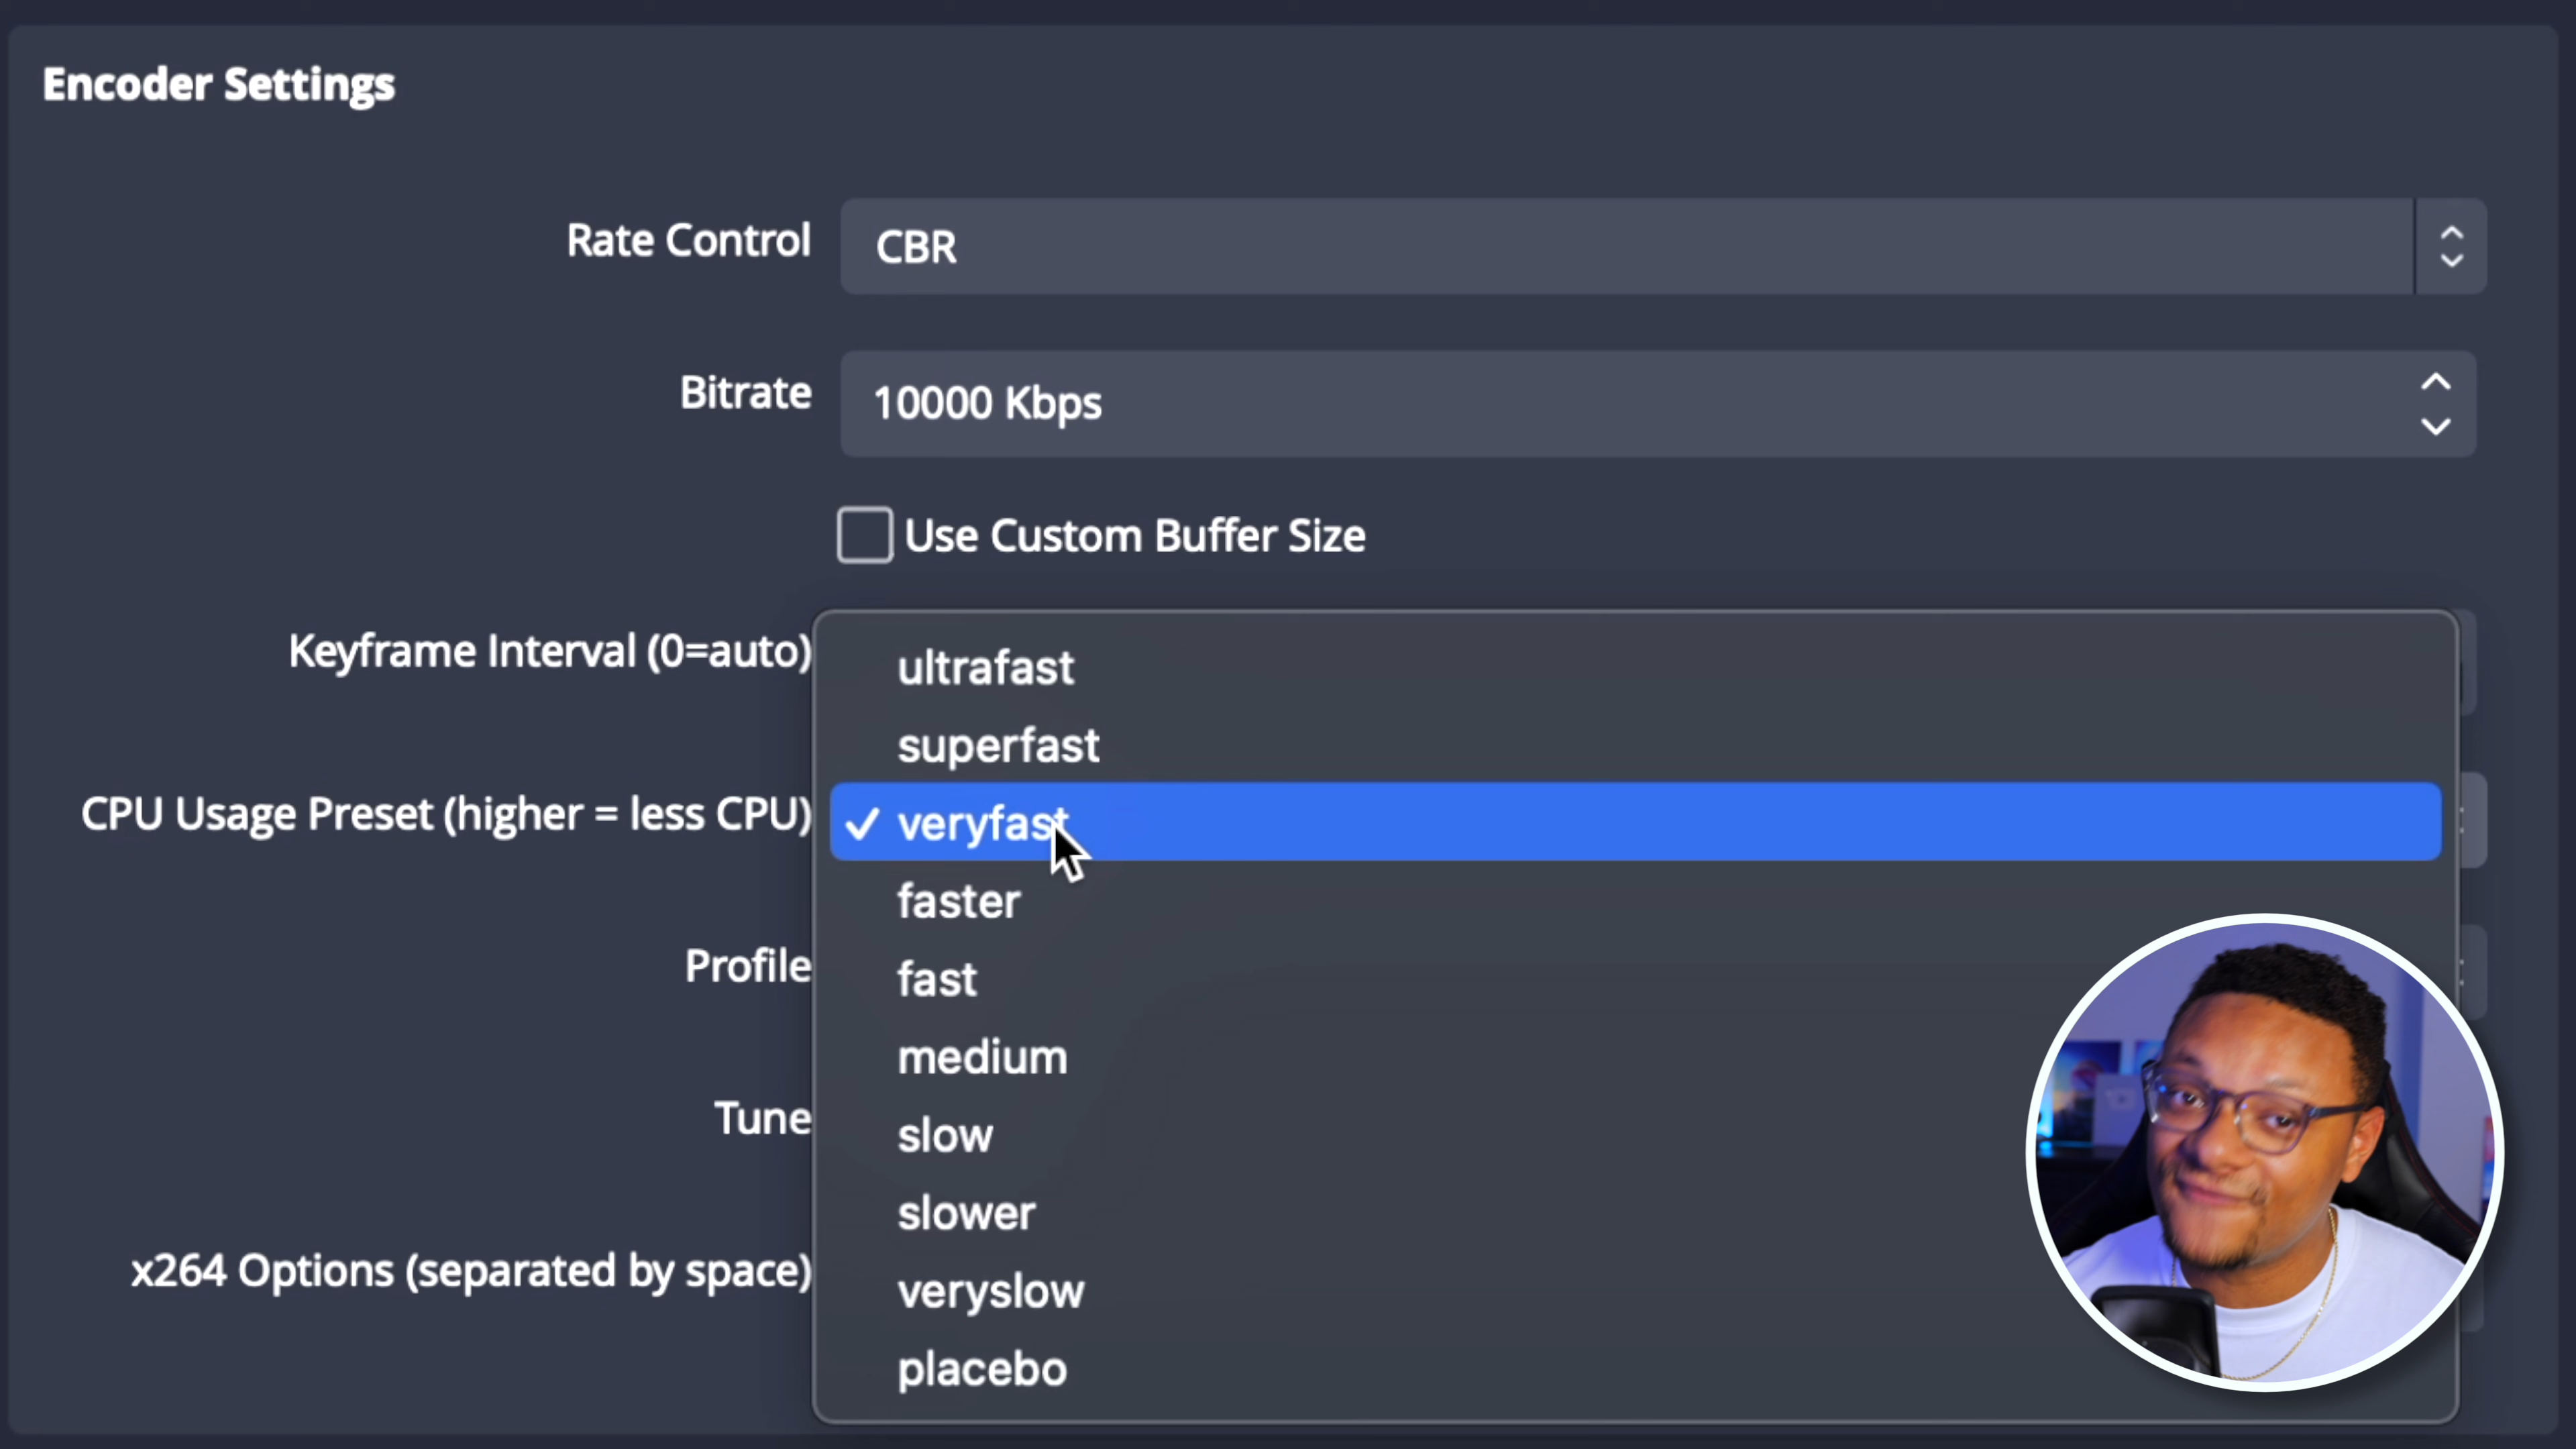 Encoder Settings
Rate Control CBR
Bitrate 10000 Kbps
Use Custom Buffer Size
Keyframe Interval (0=auto)
ultrafast
superfast
CPU Usage Preset (higher = less CPU) veryfast
faster
fast
Profile
medium
Tune
slow
slower
x264 Options (separated by space)
veryslow
placebo